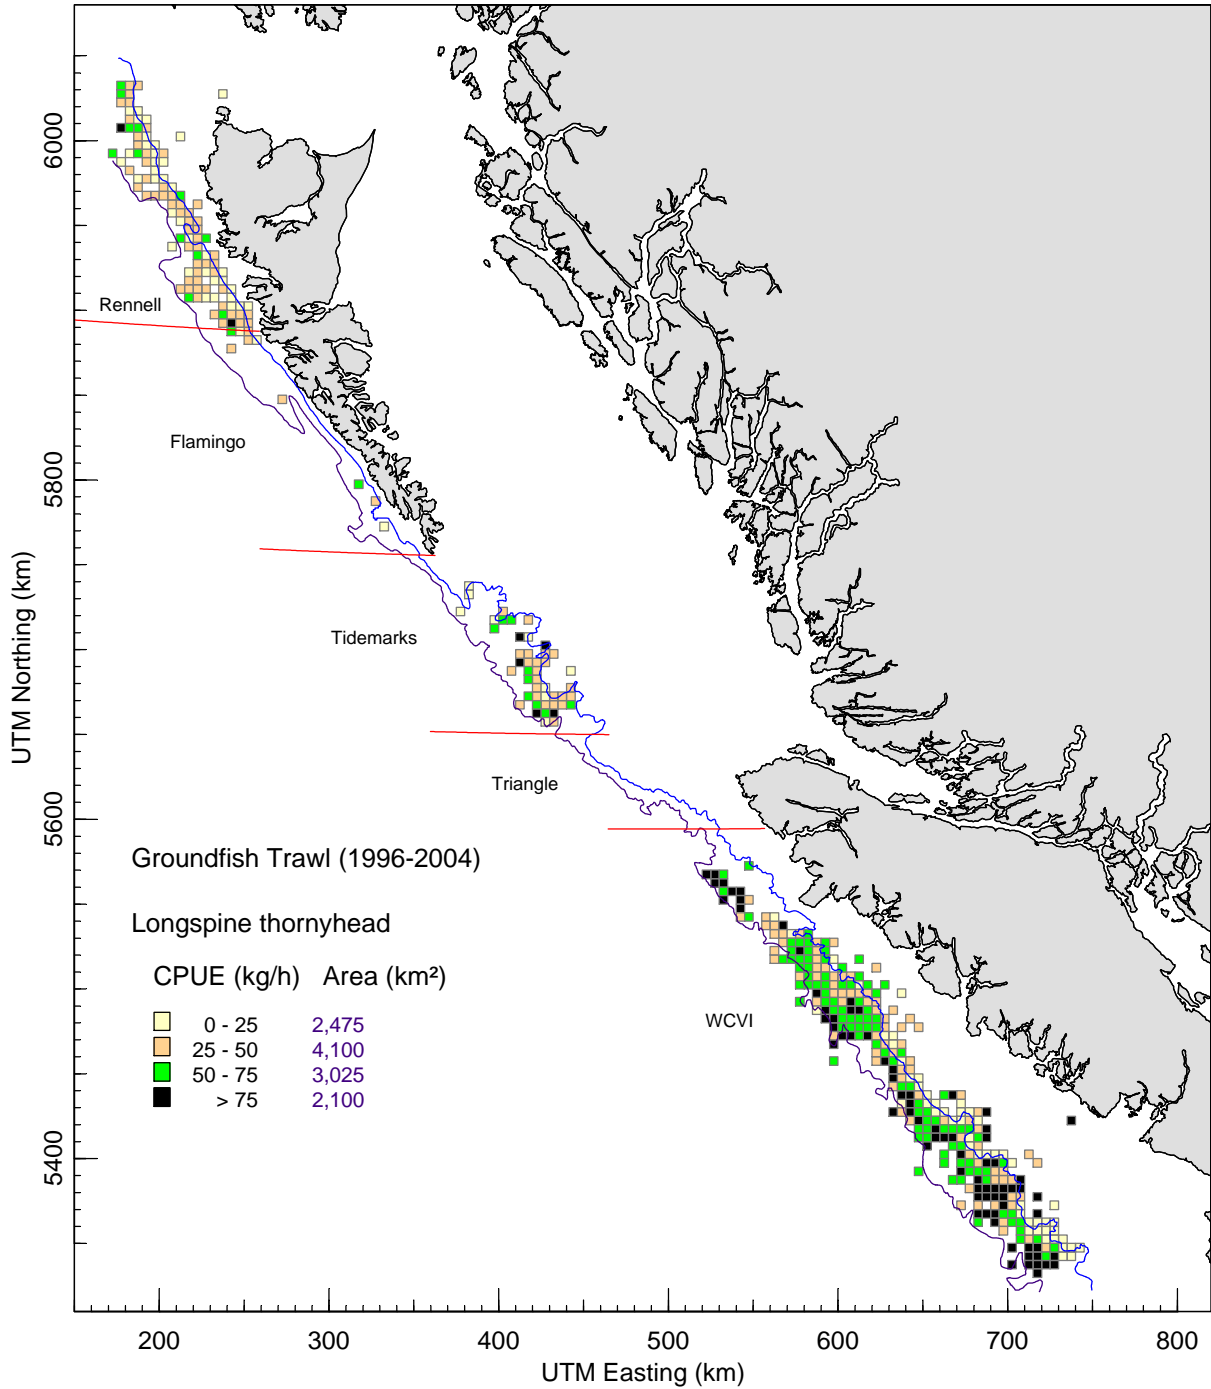 6000
5800
5600
5400
UTM Northing (km)
Rennell
Flamingo
Tidemarks
Triangle
WCVI
Groundfish Trawl (1996-2004)
Longspine thornyhead
CPUE (kg/h) Area (km²)
0 - 25 2,475
25 - 50 4,100
50 - 75 3,025
> 75 2,100
200 300 400 500 600 700 800
UTM Easting (km)